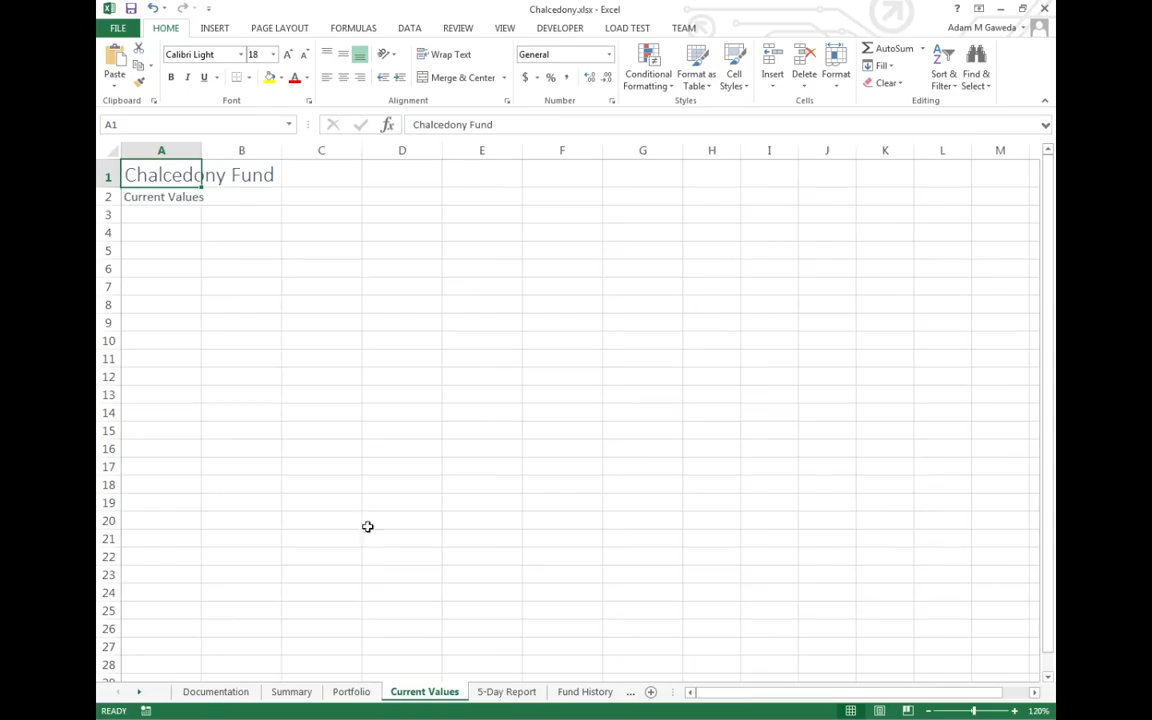 Chalcedony.xlsx - Excel
FILE HOME INSERT PAGE LAYOUT FORMULAS DATA REVIEW VIEW DEVELOPER LOAD TEST TEAM Adam M Gaweda
Paste
Calibri Light 18
Wrap Text
General
Conditional Formatting
Format as Table
Cell Styles
Insert Delete Format
AutoSum
Fill
Clear
Sort & Filter
Find & Select
B I U A
Merge & Center
$ % ,
Clipboard Font Alignment Number Styles Cells Editing
A1 fx Chalcedony Fund
A B C D E F G H I J K L M
1 Chalcedony Fund
2 Current Values
3
4
5
6
7
8
9
10
11
12
13
14
15
16
17
18
19
20
21
22
23
24
25
26
27
28
Documentation Summary Portfolio Current Values 5-Day Report Fund History ...
READY 120%